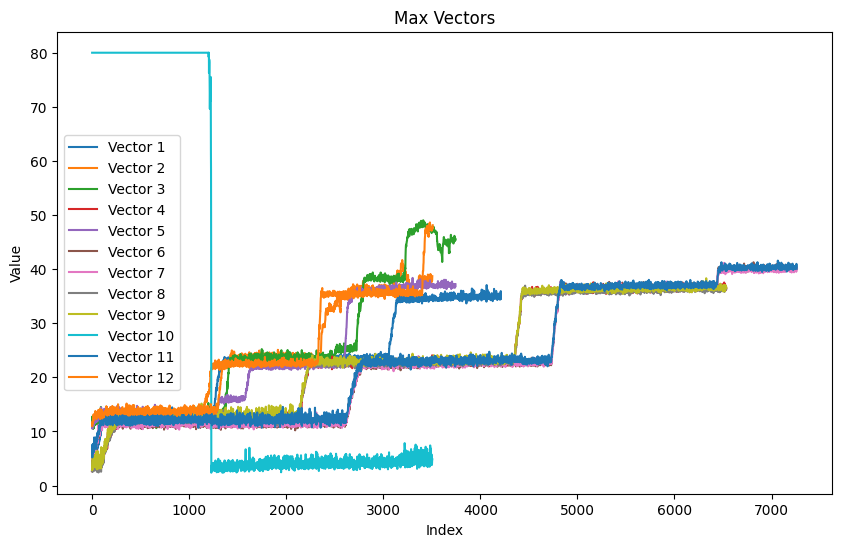 Max Vectors
80
70
60
50
40
30
20
10
0
Value
Vector 1
Vector 2
Vector 3
Vector 4
Vector 5
Vector 6
Vector 7
Vector 8
Vector 9
Vector 10
Vector 11
Vector 12
0 1000 2000 3000 4000 5000 6000 7000
Index